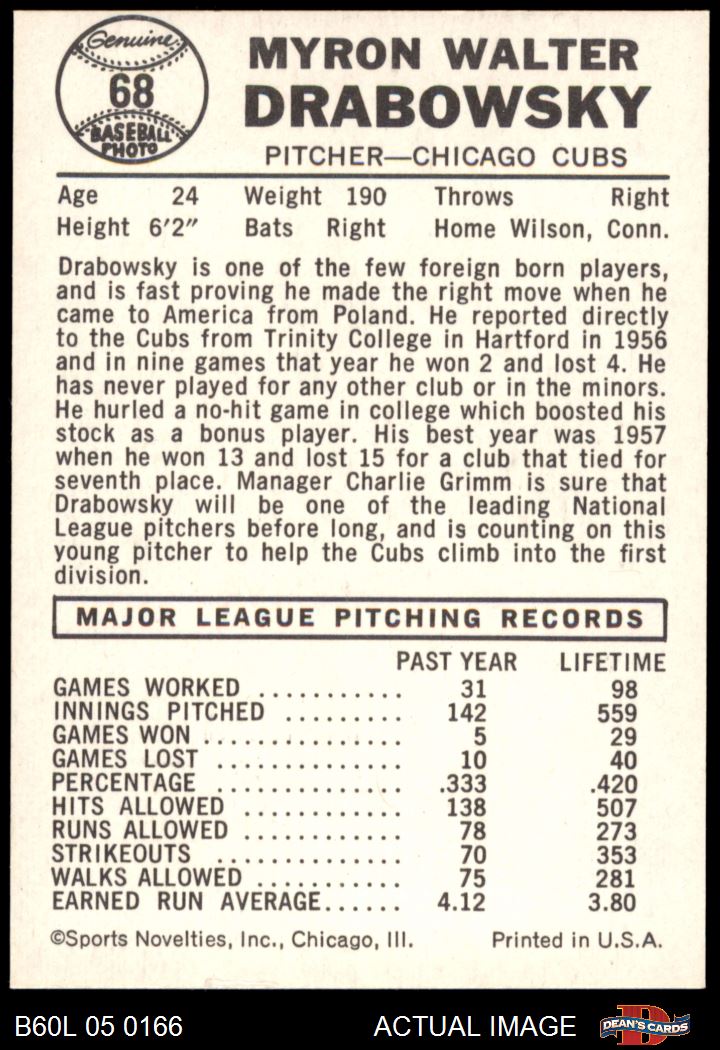 Genuine
68
BASEBALL
PHOTO
MYRON WALTER
DRABOWSKY
PITCHER—CHICAGO CUBS
Age 24 Weight 190 Throws Right
Height 6'2" Bats Right Home Wilson, Conn.
Drabowsky is one of the few foreign born players,
and is fast proving he made the right move when he
came to America from Poland. He reported directly
to the Cubs from Trinity College in Hartford in 1956
and in nine games that year he won 2 and lost 4. He
has never played for any other club or in the minors.
He hurled a no-hit game in college which boosted his
stock as a bonus player. His best year was 1957
when he won 13 and lost 15 for a club that tied for
seventh place. Manager Charlie Grimm is sure that
Drabowsky will be one of the leading National
League pitchers before long, and is counting on this
young pitcher to help the Cubs climb into the first
division.
MAJOR LEAGUE PITCHING RECORDS
PAST YEAR LIFETIME
GAMES WORKED ........... 31 98
INNINGS PITCHED ......... 142 559
GAMES WON ............... 5 29
GAMES LOST .............. 10 40
PERCENTAGE ............. .333 .420
HITS ALLOWED ............ 138 507
RUNS ALLOWED ............ 78 273
STRIKEOUTS .............. 70 353
WALKS ALLOWED ........... 75 281
EARNED RUN AVERAGE...... 4.12 3.80
©Sports Novelties, Inc., Chicago, Ill. Printed in U.S.A.
B60L 05 0166 ACTUAL IMAGE DEAN'S CARDS